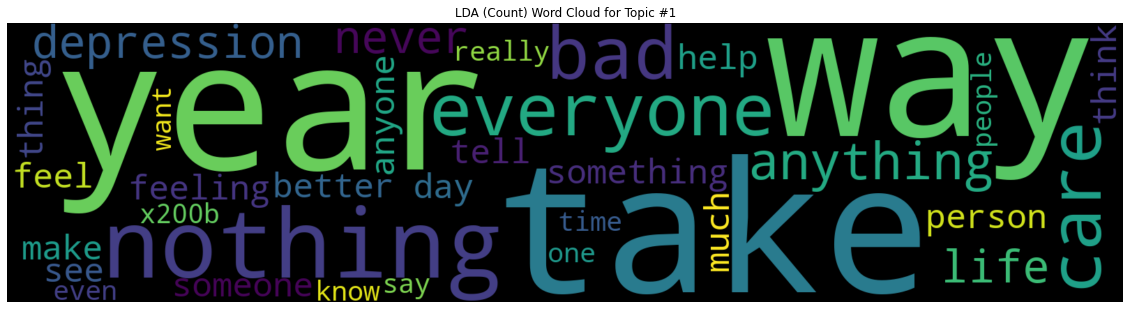 LDA (Count) Word Cloud for Topic #1
depression
never
really
bad
help
way
think
thing
year
want
anyone
everyone
people
tell
anything
care
feel
feeling
better
day
something
take
much
person
x200b
nothing
time
one
life
make
see
even
someone
know
say